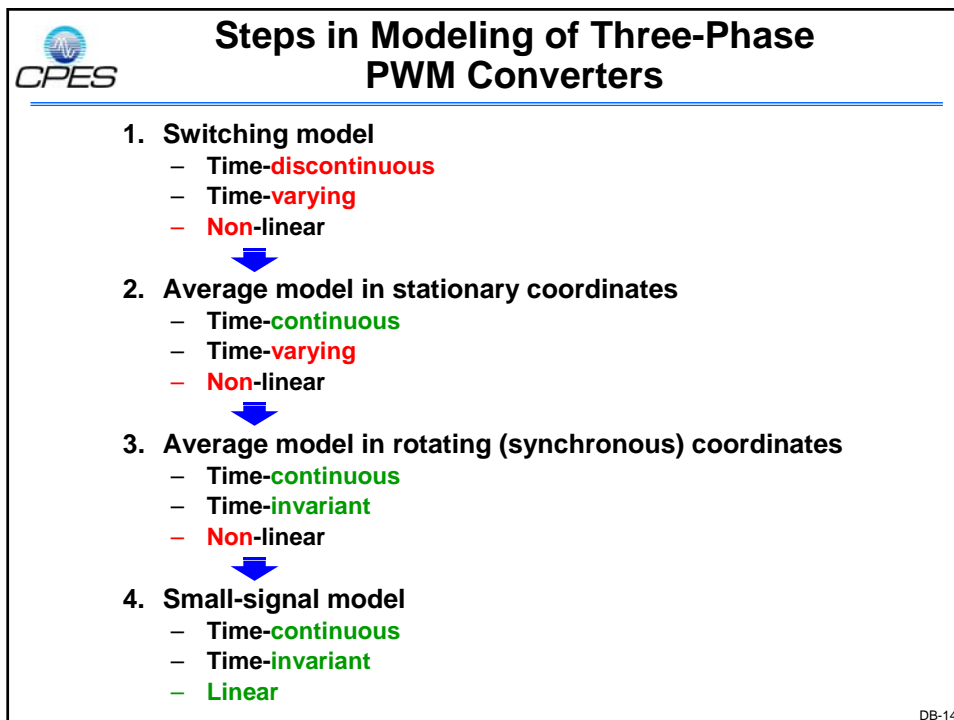 CPES
Steps in Modeling of Three-Phase
PWM Converters
1. Switching model
– Time-discontinuous
– Time-varying
– Non-linear
2. Average model in stationary coordinates
– Time-continuous
– Time-varying
– Non-linear
3. Average model in rotating (synchronous) coordinates
– Time-continuous
– Time-invariant
– Non-linear
4. Small-signal model
– Time-continuous
– Time-invariant
– Linear
DB-14